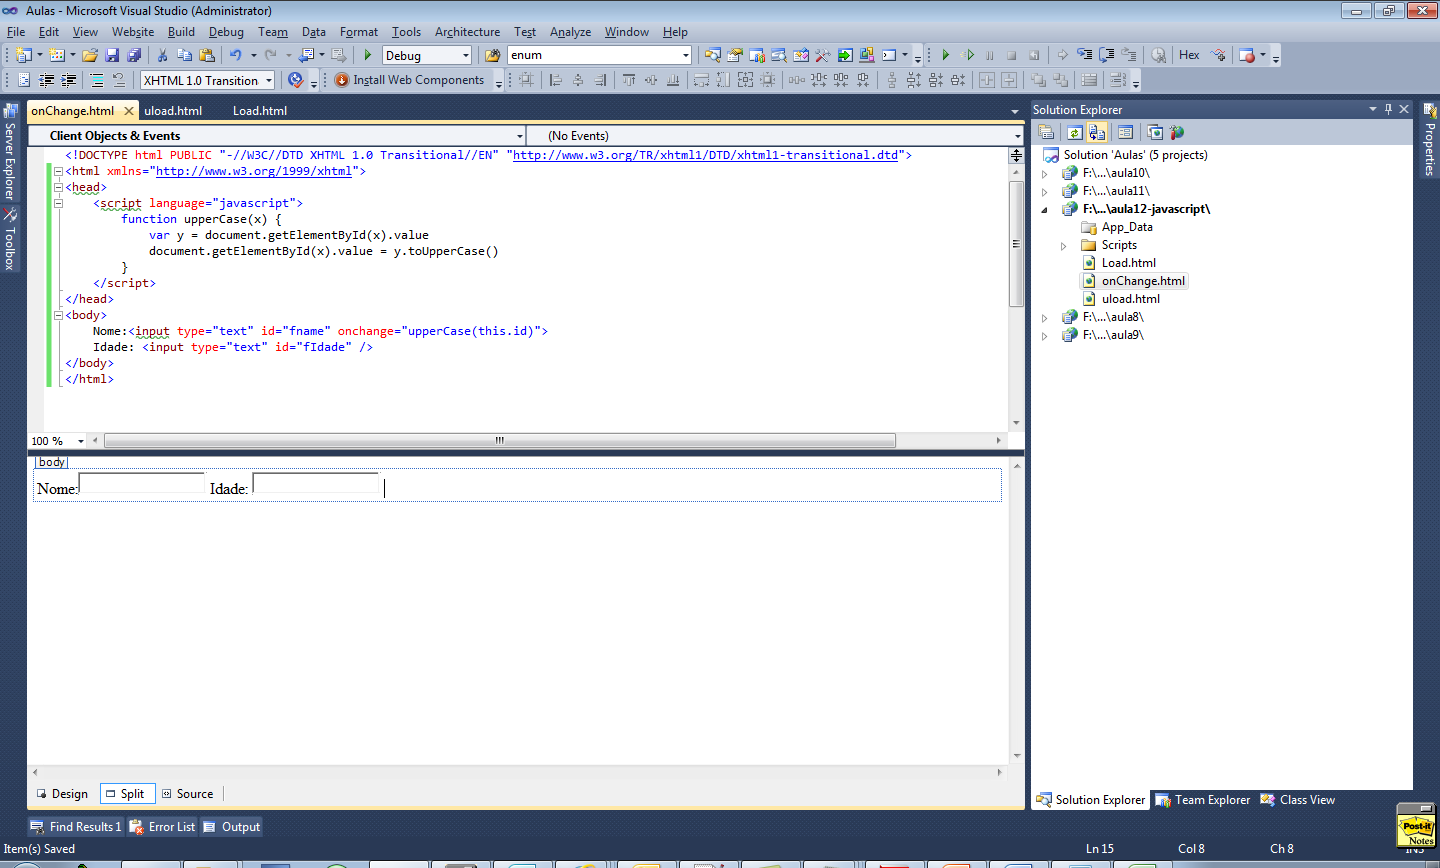 Aulas - Microsoft Visual Studio (Administrator)
File Edit View Website Build Debug Team Data Format Tools Architecture Test Analyze Window Help
Debug enum Hex
XHTML 1.0 Transition Install Web Components
onChange.html uload.html Load.html
Client Objects & Events (No Events)
<!DOCTYPE html PUBLIC "-//W3C//DTD XHTML 1.0 Transitional//EN" "http://www.w3.org/TR/xhtml1/DTD/xhtml1-transitional.dtd">
<html xmlns="http://www.w3.org/1999/xhtml">
<head>
<script language="javascript">
function upperCase(x) {
var y = document.getElementById(x).value
document.getElementById(x).value = y.toUpperCase()
}
</script>
</head>
<body>
Nome:<input type="text" id="fname" onchange="upperCase(this.id)">
Idade: <input type="text" id="fIdade" />
</body>
</html>
100 %
body
Nome: Idade:
Design Split Source
Server Explorer
Toolbox
Solution Explorer
Solution 'Aulas' (5 projects)
F:\...\aula10\
F:\...\aula11\
F:\...\aula12-javascript\
App_Data
Scripts
Load.html
onChange.html
uload.html
F:\...\aula8\
F:\...\aula9\
Properties
Solution Explorer Team Explorer Class View
Find Results 1 Error List Output
Post-it
Notes
Item(s) Saved Ln 15 Col 8 Ch 8